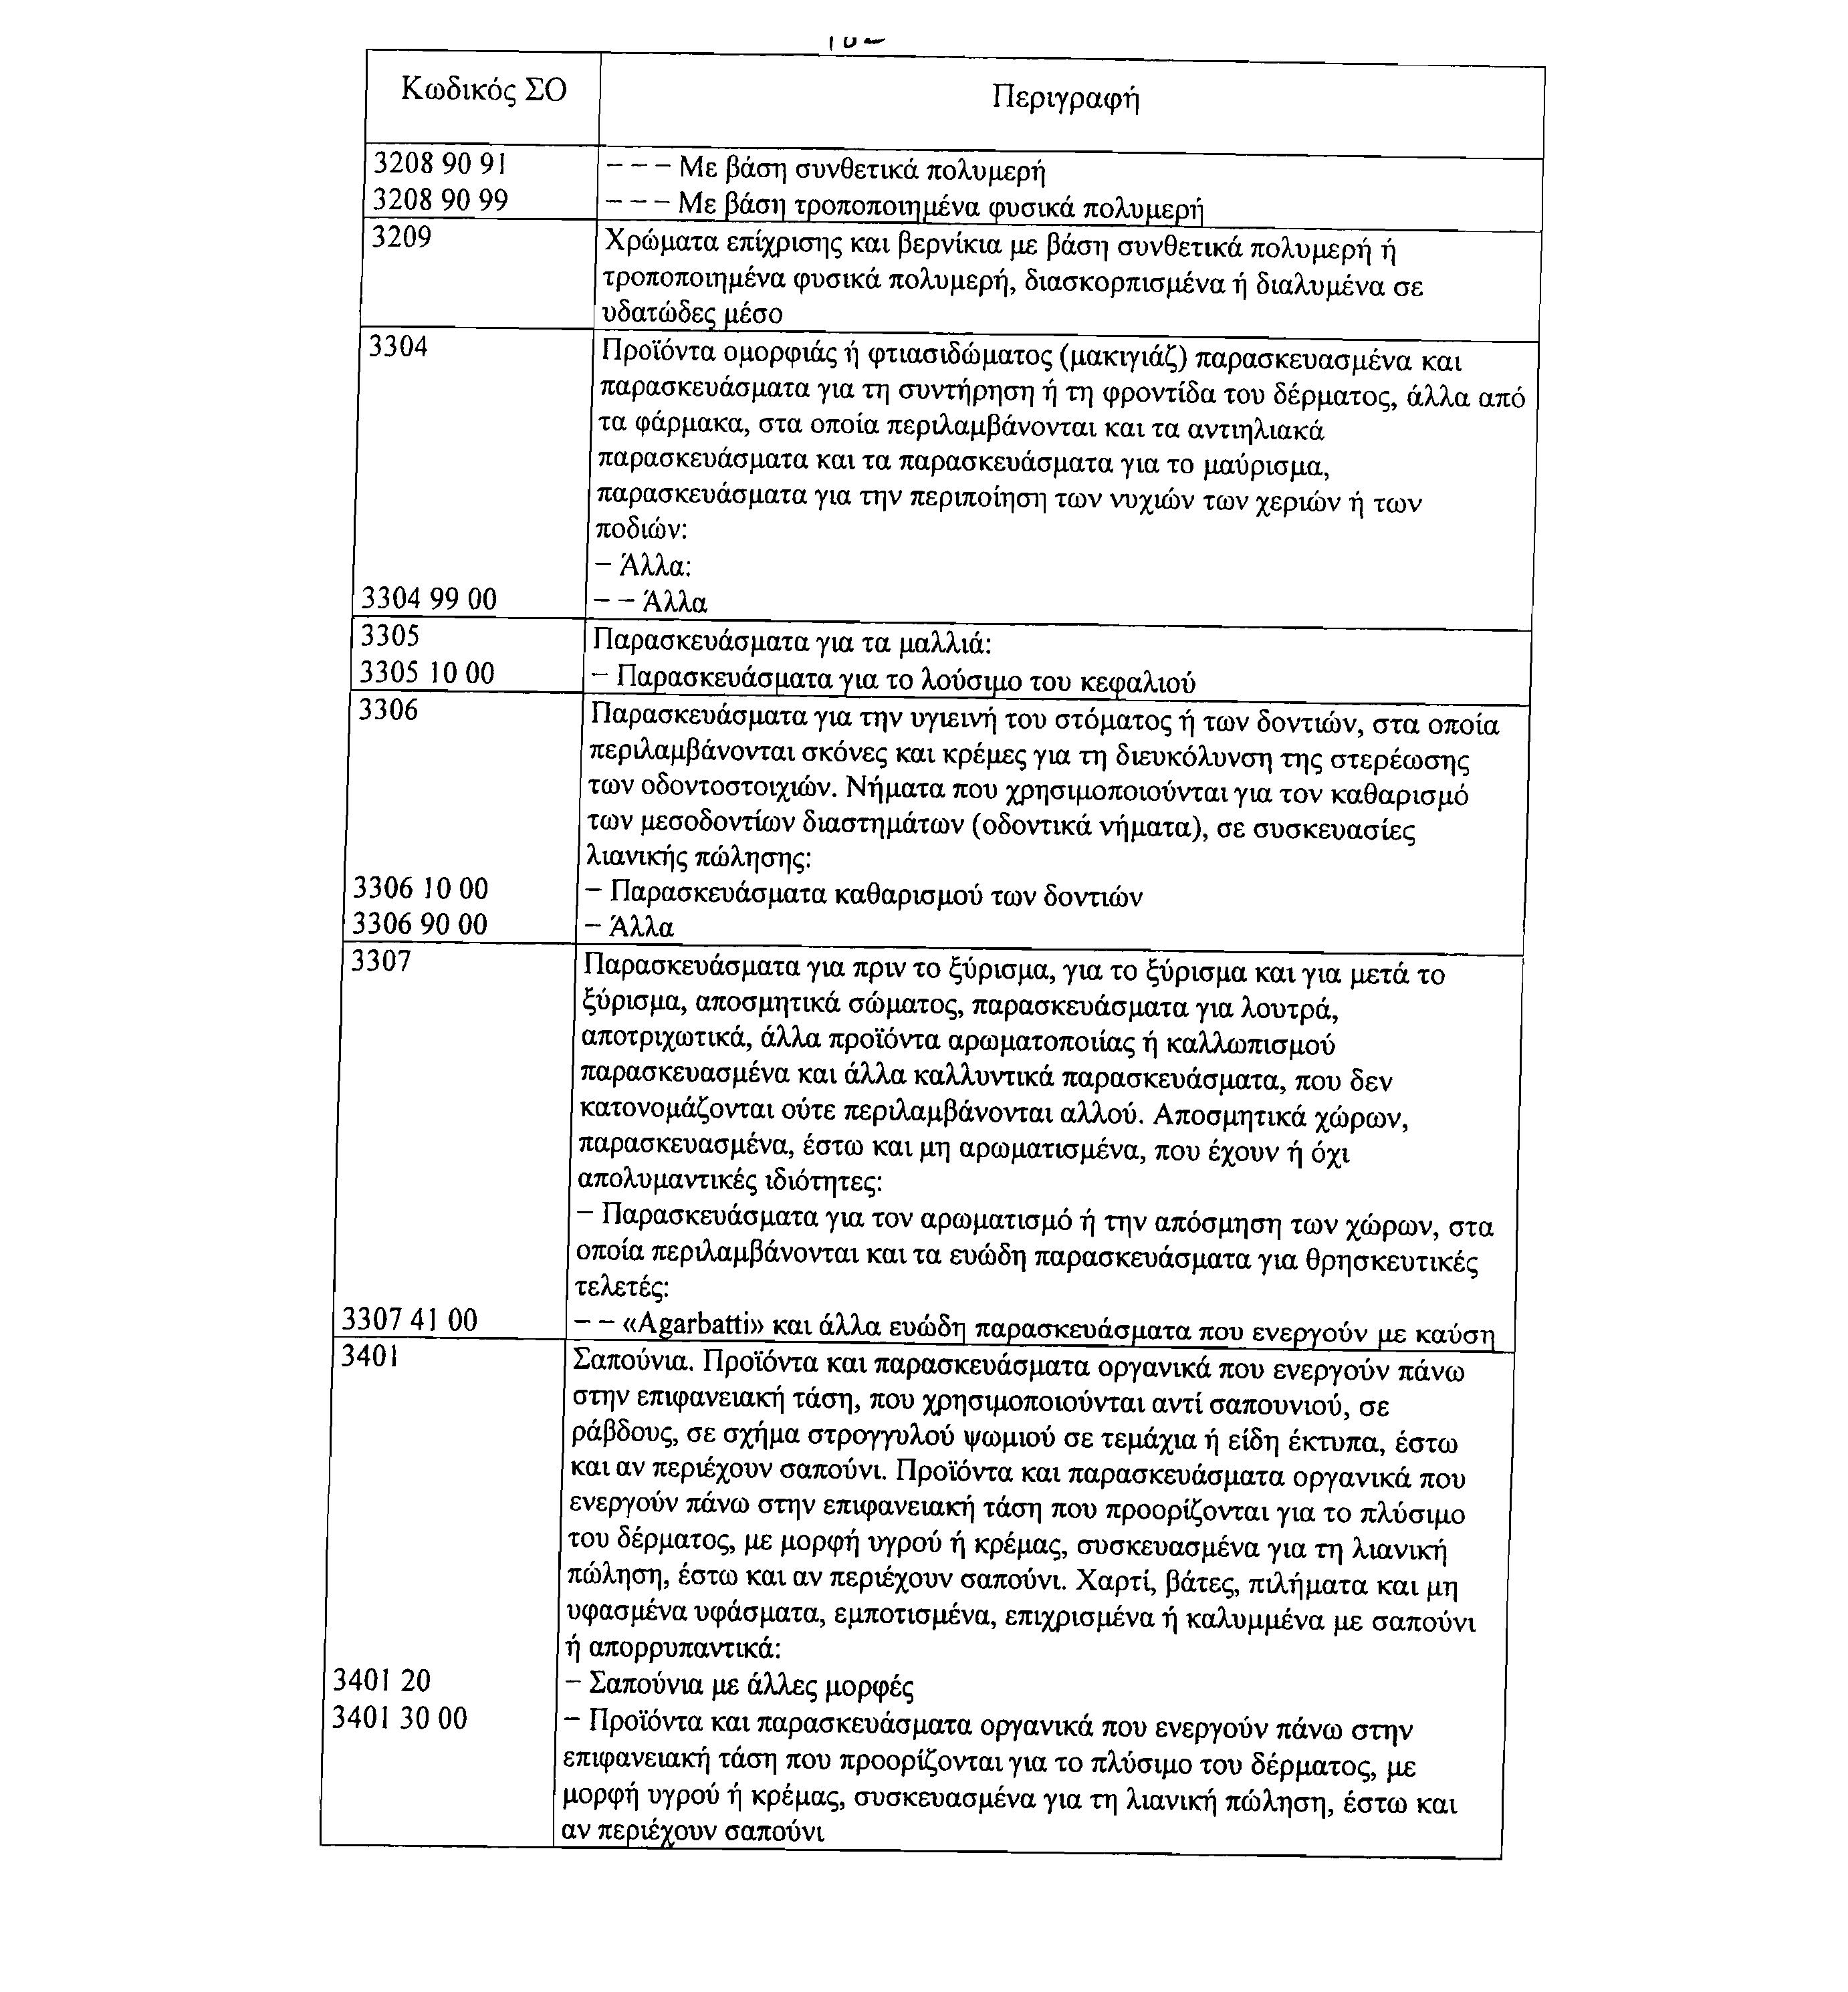 Κωδικός ΣΟ
Περιγραφή
3208 90 91 – – – Με βάση συνθετικά πολυμερή
3208 90 99 – – – Με βάση τροποποιημένα φυσικά πολυμερή
3209 Χρώματα επίχρισης και βερνίκια με βάση συνθετικά πολυμερή ή
τροποποιημένα φυσικά πολυμερή, διασκορπισμένα ή διαλυμένα σε
υδατώδες μέσο
3304 Προϊόντα ομορφιάς ή φτιασιδώματος (μακιγιάζ) παρασκευασμένα και
παρασκευάσματα για τη συντήρηση ή τη φροντίδα του δέρματος, άλλα από
τα φάρμακα, στα οποία περιλαμβάνονται και τα αντιηλιακά
παρασκευάσματα και τα παρασκευάσματα για το μαύρισμα,
παρασκευάσματα για την περιποίηση των νυχιών των χεριών ή των
ποδιών:
– Άλλα:
3304 99 00 – – Άλλα
3305 Παρασκευάσματα για τα μαλλιά:
3305 10 00 – Παρασκευάσματα για το λούσιμο του κεφαλιού
3306 Παρασκευάσματα για την υγιεινή του στόματος ή των δοντιών, στα οποία
περιλαμβάνονται σκόνες και κρέμες για τη διευκόλυνση της στερέωσης
των οδοντοστοιχιών. Νήματα που χρησιμοποιούνται για τον καθαρισμό
των μεσοδοντίων διαστημάτων (οδοντικά νήματα), σε συσκευασίες
λιανικής πώλησης:
3306 10 00 – Παρασκευάσματα καθαρισμού των δοντιών
3306 90 00 – Άλλα
3307 Παρασκευάσματα για πριν το ξύρισμα, για το ξύρισμα και για μετά το
ξύρισμα, αποσμητικά σώματος, παρασκευάσματα για λουτρά,
αποτριχωτικά, άλλα προϊόντα αρωματοποιίας ή καλλωπισμού
παρασκευασμένα και άλλα καλλυντικά παρασκευάσματα, που δεν
κατονομάζονται ούτε περιλαμβάνονται αλλού. Αποσμητικά χώρων,
παρασκευασμένα, έστω και μη αρωματισμένα, που έχουν ή όχι
απολυμαντικές ιδιότητες:
– Παρασκευάσματα για τον αρωματισμό ή την απόσμηση των χώρων, στα
οποία περιλαμβάνονται και τα ευώδη παρασκευάσματα για θρησκευτικές
τελετές:
3307 41 00 – – «Agarbatti» και άλλα ευώδη παρασκευάσματα που ενεργούν με καύση
3401 Σαπούνια. Προϊόντα και παρασκευάσματα οργανικά που ενεργούν πάνω
στην επιφανειακή τάση, που χρησιμοποιούνται αντί σαπουνιού, σε
ράβδους, σε σχήμα στρογγυλού ψωμιού σε τεμάχια ή είδη έκτυπα, έστω
και αν περιέχουν σαπούνι. Προϊόντα και παρασκευάσματα οργανικά που
ενεργούν πάνω στην επιφανειακή τάση που προορίζονται για το πλύσιμο
του δέρματος, με μορφή υγρού ή κρέμας, συσκευασμένα για τη λιανική
πώληση, έστω και αν περιέχουν σαπούνι. Χαρτί, βάτες, πιλήματα και μη
υφασμένα υφάσματα, εμποτισμένα, επιχρισμένα ή καλυμμένα με σαπούνι
ή απορρυπαντικά:
3401 20 – Σαπούνια με άλλες μορφές
3401 30 00 – Προϊόντα και παρασκευάσματα οργανικά που ενεργούν πάνω στην
επιφανειακή τάση που προορίζονται για το πλύσιμο του δέρματος, με
μορφή υγρού ή κρέμας, συσκευασμένα για τη λιανική πώληση, έστω και
αν περιέχουν σαπούνι